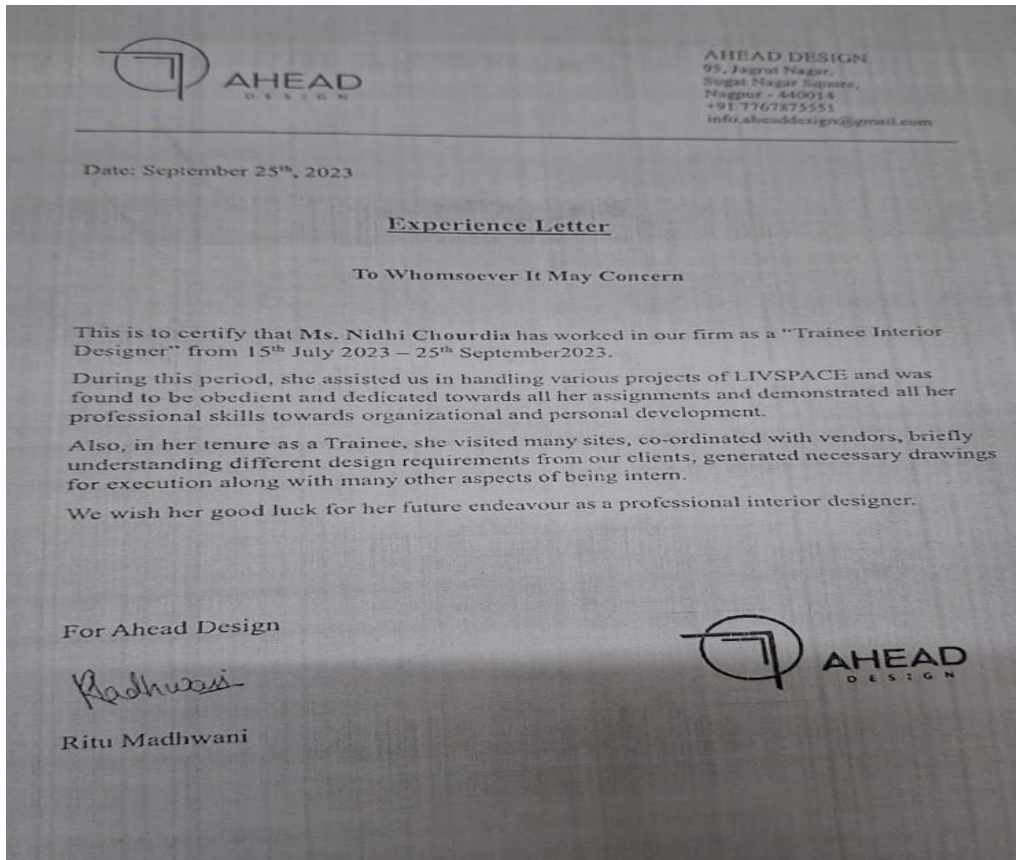 AHEAD
DESIGN
AHEAD DESIGN
95, Jagrut Nagar,
Sugat Nagar Square,
Nagpur - 440014
+91 7767875551
info.aheaddesign@gmail.com
Date: September 25th, 2023
Experience Letter
To Whomsoever It May Concern
This is to certify that Ms. Nidhi Chourdia has worked in our firm as a “Trainee Interior
Designer” from 15th July 2023 – 25th September2023.
During this period, she assisted us in handling various projects of LIVSPACE and was
found to be obedient and dedicated towards all her assignments and demonstrated all her
professional skills towards organizational and personal development.
Also, in her tenure as a Trainee, she visited many sites, co-ordinated with vendors, briefly
understanding different design requirements from our clients, generated necessary drawings
for execution along with many other aspects of being intern.
We wish her good luck for her future endeavour as a professional interior designer.
For Ahead Design
RMadhwani
Ritu Madhwani
AHEAD
DESIGN